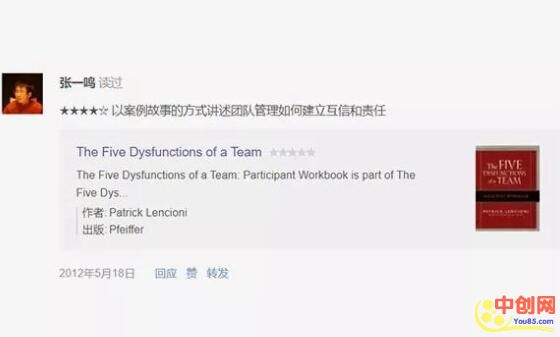 张一鸣 读过
★★★★☆ 以案例故事的方式讲述团队管理如何建立互信和责任
The Five Dysfunctions of a Team ☆☆☆☆☆
The Five Dysfunctions of a Team: Participant Workbook is part of The
Five Dys...
作者: Patrick Lencioni
出版: Pfeiffer
The FIVE
DYSFUNCTIONS
of a TEAM
PATRICK LENCIONI
2012年5月18日 回应 赞 转发
中创网
You85.com